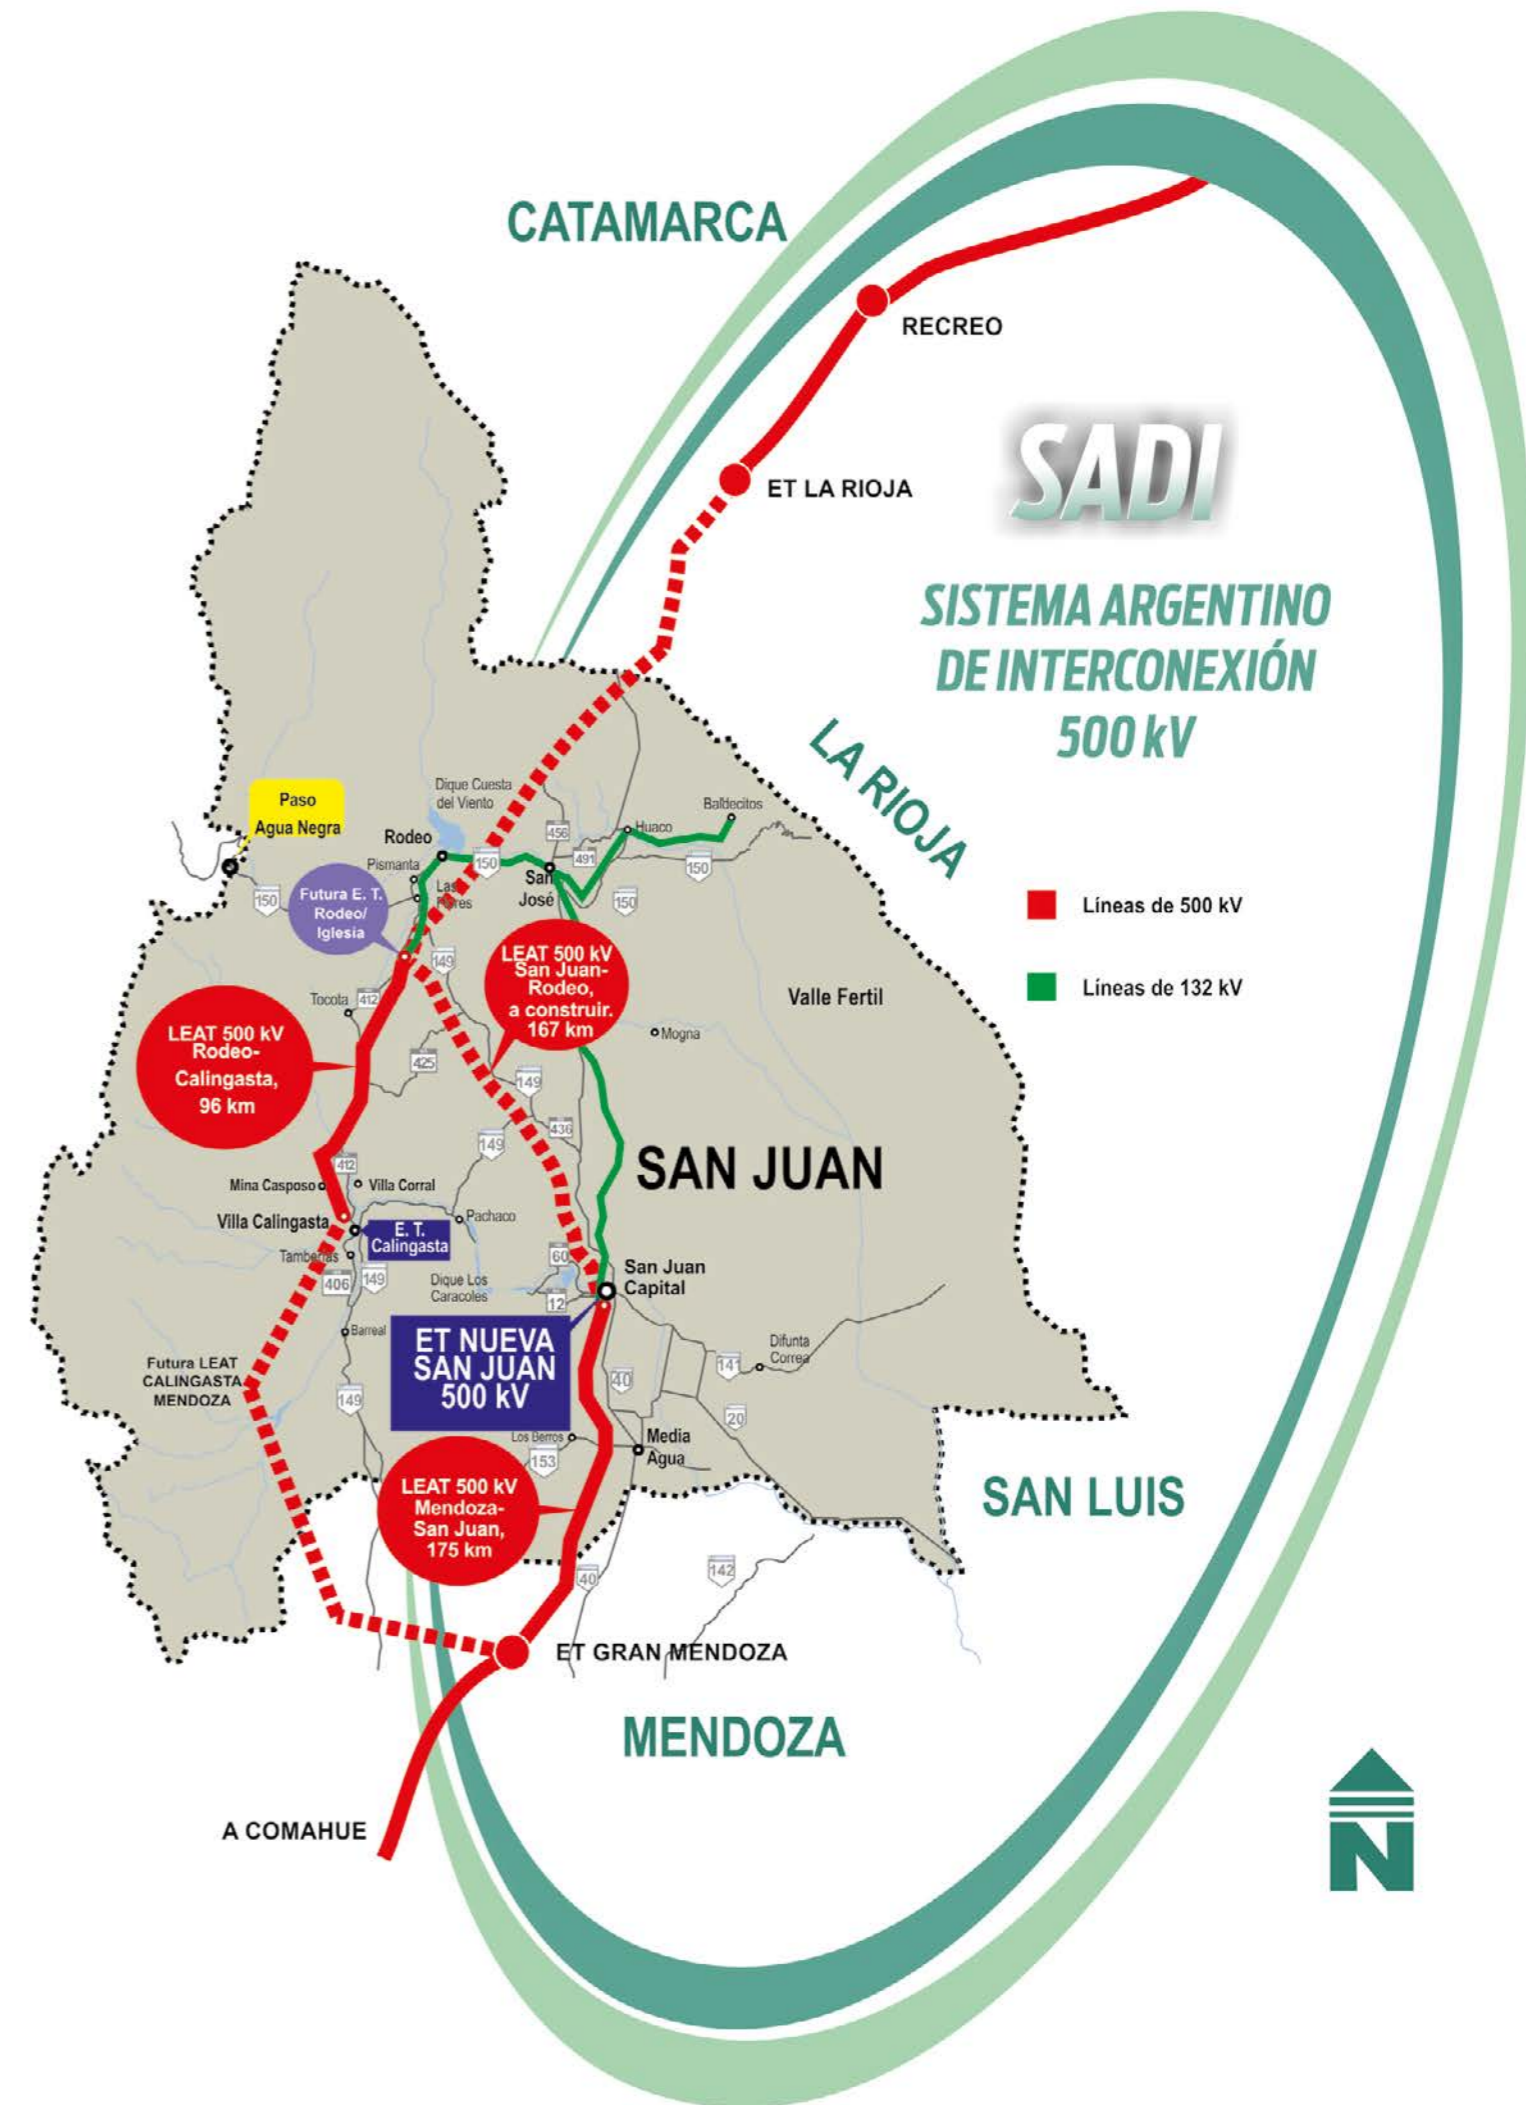 CATAMARCA
RECREO
ET LA RIOJA
SADI
SISTEMA ARGENTINO
DE INTERCONEXIÓN
500 kV
LA RIOJA
Paso
Agua Negra
Dique Cuesta
del Viento
Rodeo
Pismanta
Las
Flores
Baldecitos
Huaco
456
491
150
150
150
150
San
José
Futura E. T.
Rodeo/
Iglesia
Líneas de 500 kV
Líneas de 132 kV
149
LEAT 500 kV
San Juan-
Rodeo,
a construir.
167 km
Valle Fertil
Tocota
412
Mogna
LEAT 500 kV
Rodeo-
Calingasta,
96 km
425
149
436
149
SAN JUAN
412
Mina Casposo
Villa Corral
Villa Calingasta
Pachaco
E. T.
Calingasta
Tamberías
406
149
60
12
Dique Los
Caracoles
San Juan
Capital
Barreal
ET NUEVA
SAN JUAN
500 kV
Difunta
Correa
141
40
20
Futura LEAT
CALINGASTA
MENDOZA
149
Los Berros
153
Media
Agua
LEAT 500 kV
Mendoza-
San Juan,
175 km
SAN LUIS
40
142
ET GRAN MENDOZA
MENDOZA
A COMAHUE
N